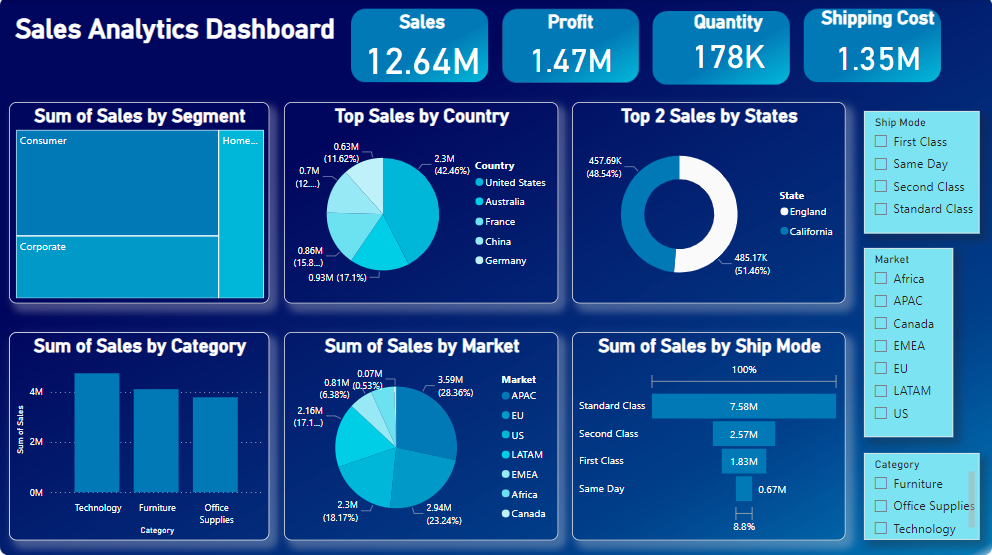 Sales Analytics Dashboard
Sales
12.64M
Profit
1.47M
Quantity
178K
Shipping Cost
1.35M
Sum of Sales by Segment
Consumer
Home...
Corporate
Top Sales by Country
0.63M
(11.62%)
0.7M
(12....)
0.86M
(15.8...)
0.93M (17.1%)
2.3M
(42.46%)
Country
United States
Australia
France
China
Germany
Top 2 Sales by States
457.69K
(48.54%)
485.17K
(51.46%)
State
England
California
Ship Mode
First Class
Same Day
Second Class
Standard Class
Market
Africa
APAC
Canada
EMEA
EU
LATAM
US
Sum of Sales by Category
Sum of Sales
4M
2M
0M
Technology
Furniture
Office
Supplies
Category
Sum of Sales by Market
0.07M
(0.53%)
0.81M
(6.38%)
2.16M
(17.1...)
2.3M
(18.17%)
2.94M
(23.24%)
3.59M
(28.36%)
Market
APAC
EU
US
LATAM
EMEA
Africa
Canada
Sum of Sales by Ship Mode
100%
Standard Class
7.58M
Second Class
2.57M
First Class
1.83M
Same Day
0.67M
8.8%
Category
Furniture
Office Supplies
Technology